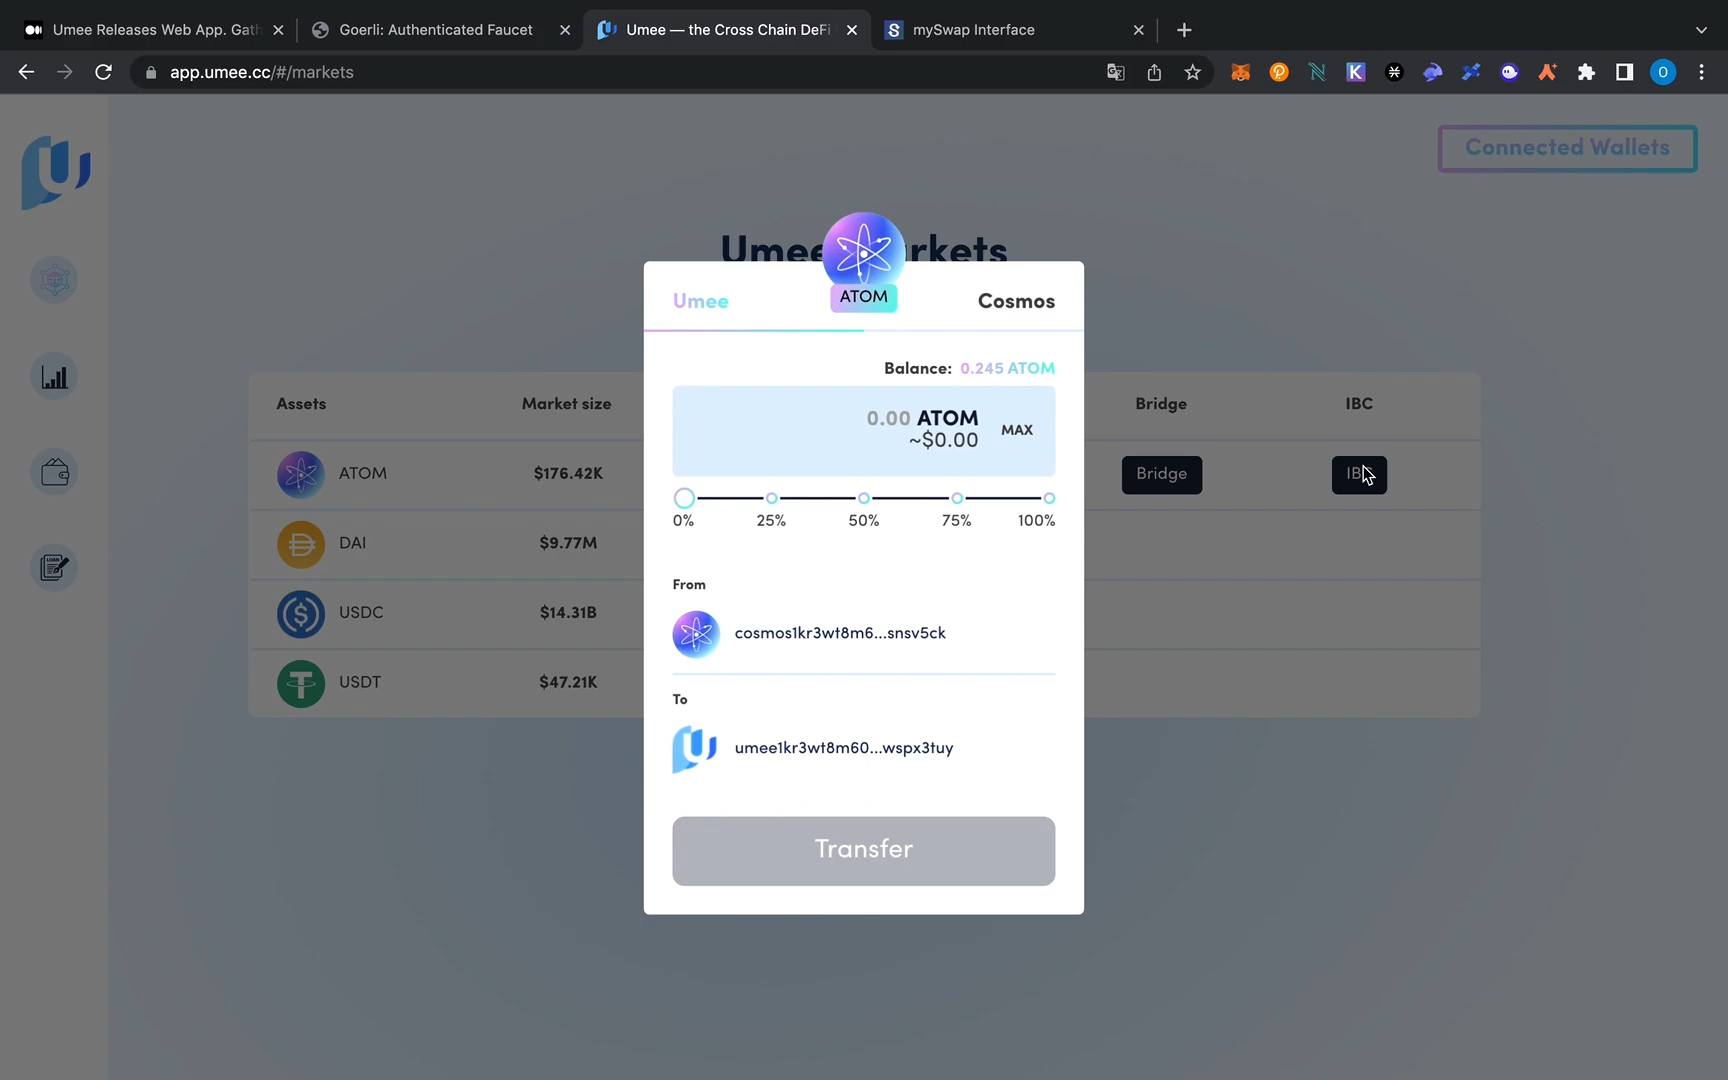 Umee Releases Web App. Gath
Goerli: Authenticated Faucet
Umee — the Cross Chain DeFi
mySwap Interface
app.umee.cc/#/markets
Connected Wallets
Umee Markets
Umee
ATOM
Cosmos
Balance: 0.245 ATOM
0.00 ATOM
~$0.00
MAX
0% 25% 50% 75% 100%
From
cosmos1kr3wt8m6...snsv5ck
To
umee1kr3wt8m60...wspx3tuy
Transfer
Assets Market size Bridge IBC
ATOM $176.42K Bridge IBC
DAI $9.77M
USDC $14.31B
USDT $47.21K